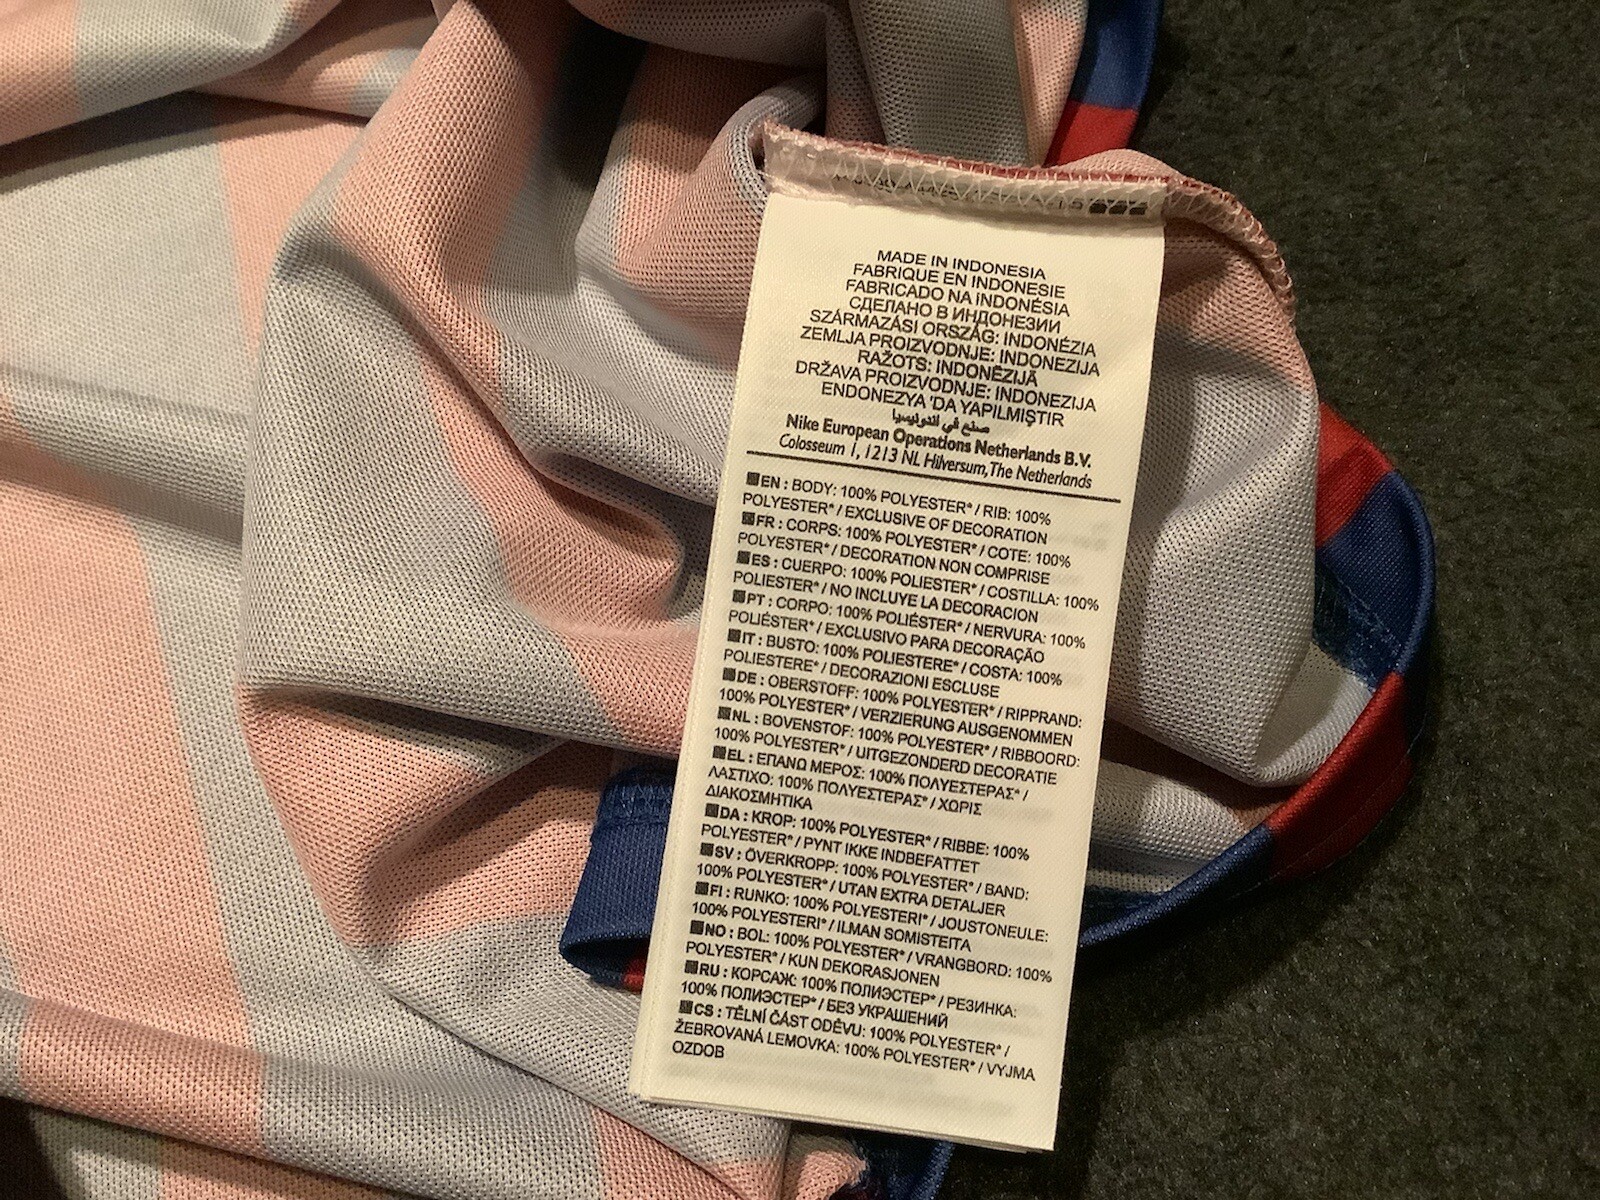 MADE IN INDONESIA
FABRIQUE EN INDONESIE
FABRICADO NA INDONÉSIA
СДЕЛАНО В ИНДОНЕЗИИ
SZÁRMAZÁSI ORSZÁG: INDONÉZIA
ZEMLJA PROIZVODNJE: INDONEZIJA
RAŽOTS: INDONĒZIJĀ
DRŽAVA PROIZVODNJE: INDONEZIJA
ENDONEZYA 'DA YAPILMIŞTIR
صنع في اندونيسيا
Nike European Operations Netherlands B.V.
Colosseum 1, 1213 NL Hilversum, The Netherlands
EN : BODY: 100% POLYESTER* / RIB: 100%
POLYESTER* / EXCLUSIVE OF DECORATION
FR : CORPS: 100% POLYESTER* / COTE: 100%
POLYESTER* / DECORATION NON COMPRISE
ES : CUERPO: 100% POLIESTER* / COSTILLA: 100%
POLIESTER* / NO INCLUYE LA DECORACION
PT : CORPO: 100% POLIÉSTER* / NERVURA: 100%
POLIÉSTER* / EXCLUSIVO PARA DECORAÇÃO
IT : BUSTO: 100% POLIESTERE* / COSTA: 100%
POLIESTERE* / DECORAZIONI ESCLUSE
DE : OBERSTOFF: 100% POLYESTER* / RIPPRAND:
100% POLYESTER* / VERZIERUNG AUSGENOMMEN
NL : BOVENSTOF: 100% POLYESTER* / RIBBOORD:
100% POLYESTER* / UITGEZONDERD DECORATIE
EL : ΕΠΑΝΩ ΜΕΡΟΣ: 100% ΠΟΛΥΕΣΤΕΡΑΣ* /
ΛΑΣΤΙΧΟ: 100% ΠΟΛΥΕΣΤΕΡΑΣ* / ΧΩΡΙΣ
ΔΙΑΚΟΣΜΗΤΙΚΑ
DA : KROP: 100% POLYESTER* / RIBBE: 100%
POLYESTER* / PYNT IKKE INDBEFATTET
SV : ÖVERKROPP: 100% POLYESTER* / BAND:
100% POLYESTER* / UTAN EXTRA DETALJER
FI : RUNKO: 100% POLYESTERI* / JOUSTONEULE:
100% POLYESTERI* / ILMAN SOMISTEITA
NO : BOL: 100% POLYESTER* / VRANGBORD: 100%
POLYESTER* / KUN DEKORASJONEN
RU : КОРСАЖ: 100% ПОЛИЭСТЕР* / РЕЗИНКА:
100% ПОЛИЭСТЕР* / БЕЗ УКРАШЕНИЙ
CS : TĚLNÍ ČÁST ODĚVU: 100% POLYESTER* /
ŽEBROVANÁ LEMOVKA: 100% POLYESTER* / VYJMA
OZDOB